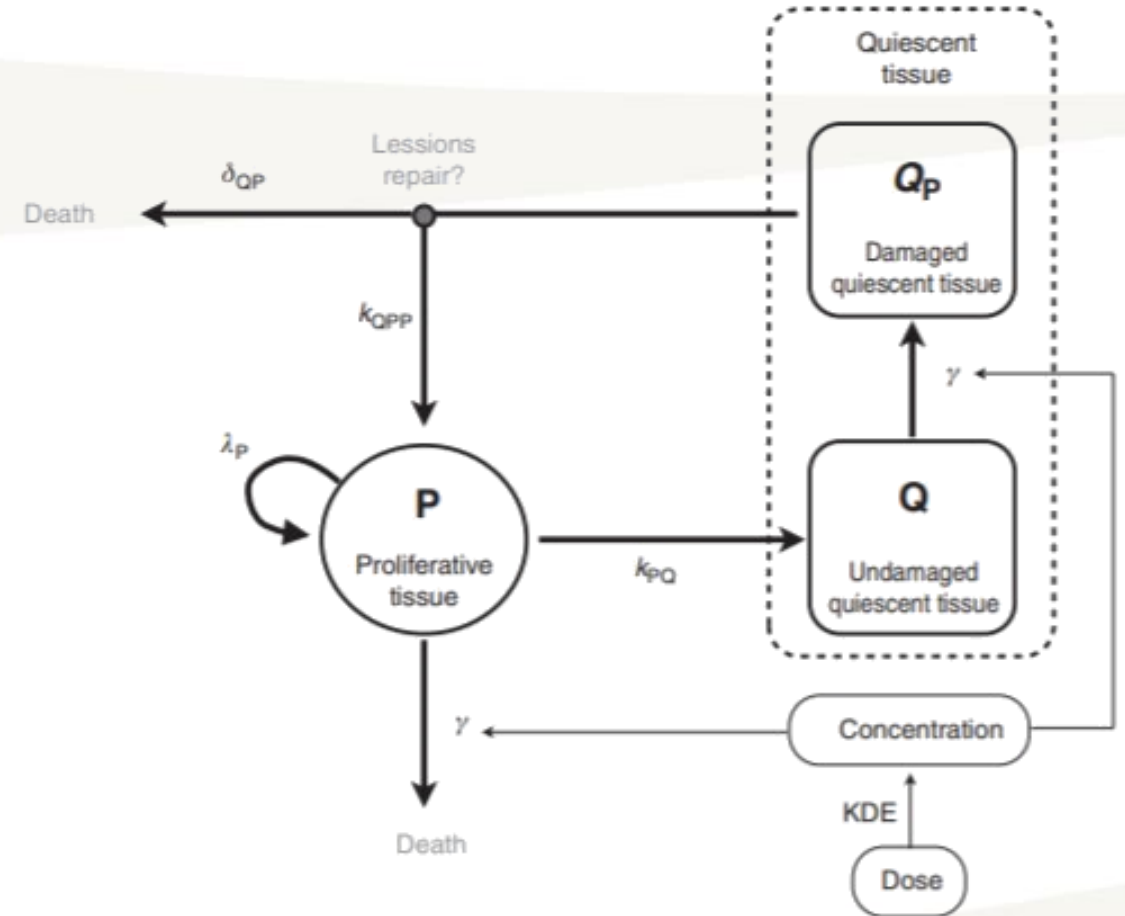 Quiescent
tissue
Lessions
repair?
δQP
Death
QP
Damaged
quiescent tissue
kQPP
γ
λP
P
Proliferative
tissue
kPQ
Q
Undamaged
quiescent tissue
γ
Concentration
KDE
Death
Dose